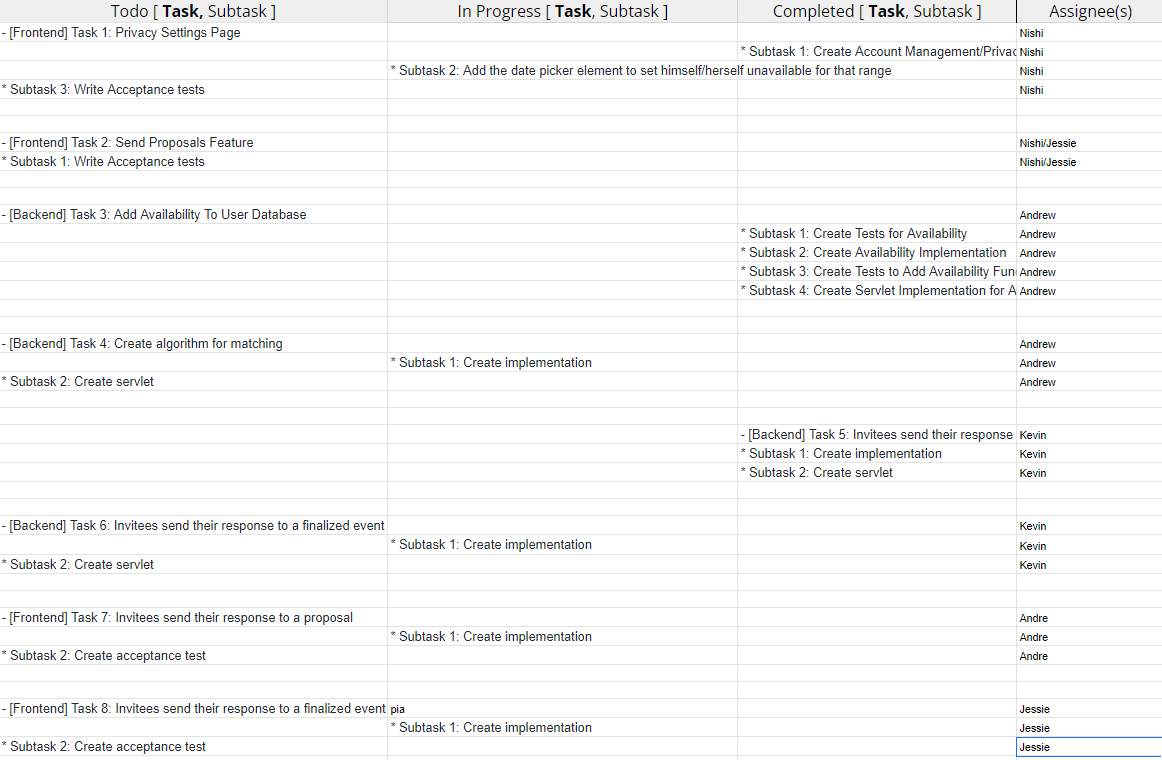 Todo [ Task, Subtask ] In Progress [ Task, Subtask ] Completed [ Task, Subtask ] Assignee(s)
- [Frontend] Task 1: Privacy Settings Page Nishi
* Subtask 1: Create Account Management/Privac Nishi
* Subtask 2: Add the date picker element to set himself/herself unavailable for that range Nishi
* Subtask 3: Write Acceptance tests Nishi
- [Frontend] Task 2: Send Proposals Feature Nishi/Jessie
* Subtask 1: Write Acceptance tests Nishi/Jessie
- [Backend] Task 3: Add Availability To User Database Andrew
* Subtask 1: Create Tests for Availability Andrew
* Subtask 2: Create Availability Implementation Andrew
* Subtask 3: Create Tests to Add Availability Fun Andrew
* Subtask 4: Create Servlet Implementation for A Andrew
- [Backend] Task 4: Create algorithm for matching Andrew
* Subtask 1: Create implementation Andrew
* Subtask 2: Create servlet Andrew
- [Backend] Task 5: Invitees send their response Kevin
* Subtask 1: Create implementation Kevin
* Subtask 2: Create servlet Kevin
- [Backend] Task 6: Invitees send their response to a finalized event Kevin
* Subtask 1: Create implementation Kevin
* Subtask 2: Create servlet Kevin
- [Frontend] Task 7: Invitees send their response to a proposal Andre
* Subtask 1: Create implementation Andre
* Subtask 2: Create acceptance test Andre
- [Frontend] Task 8: Invitees send their response to a finalized event pia Jessie
* Subtask 1: Create implementation Jessie
* Subtask 2: Create acceptance test Jessie